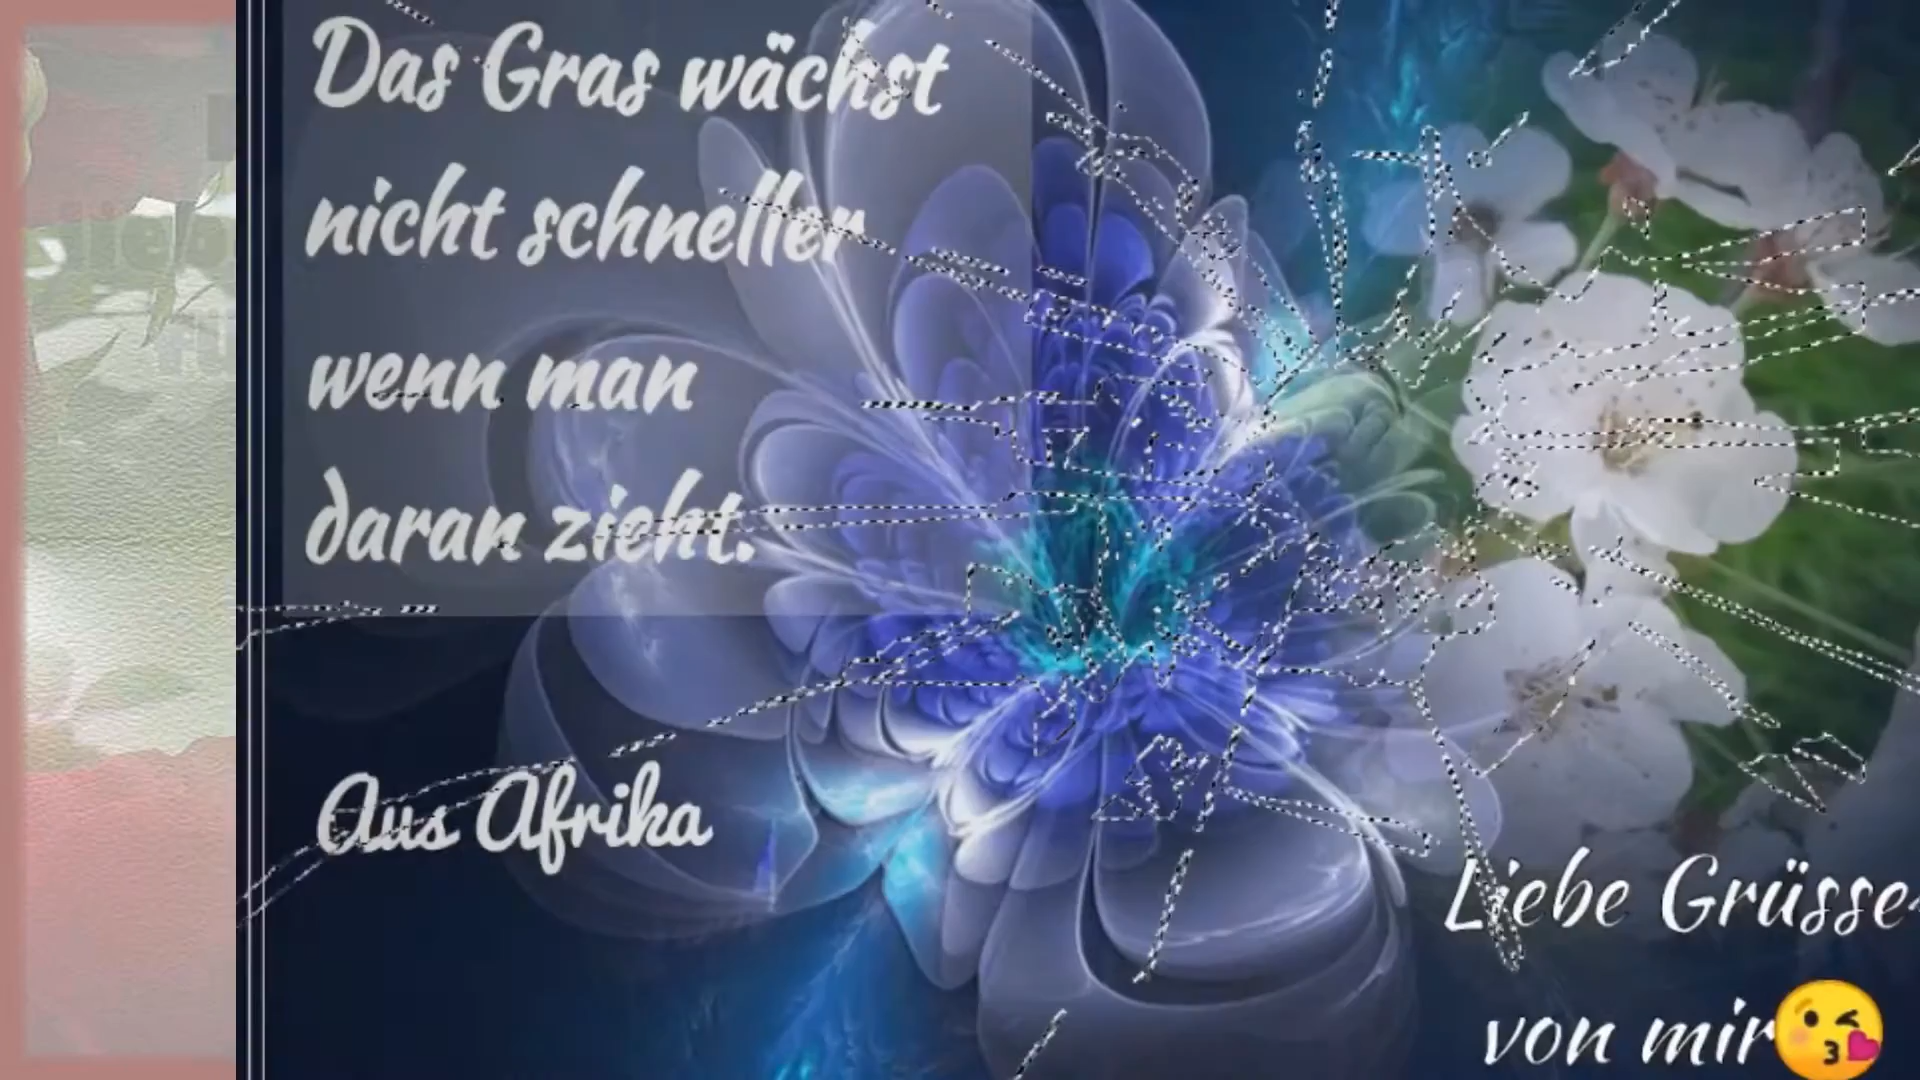 Das Gras wächst
nicht schneller
wenn man
daran zieht.
Aus Afrika
Liebe Grüsse
von mir😘